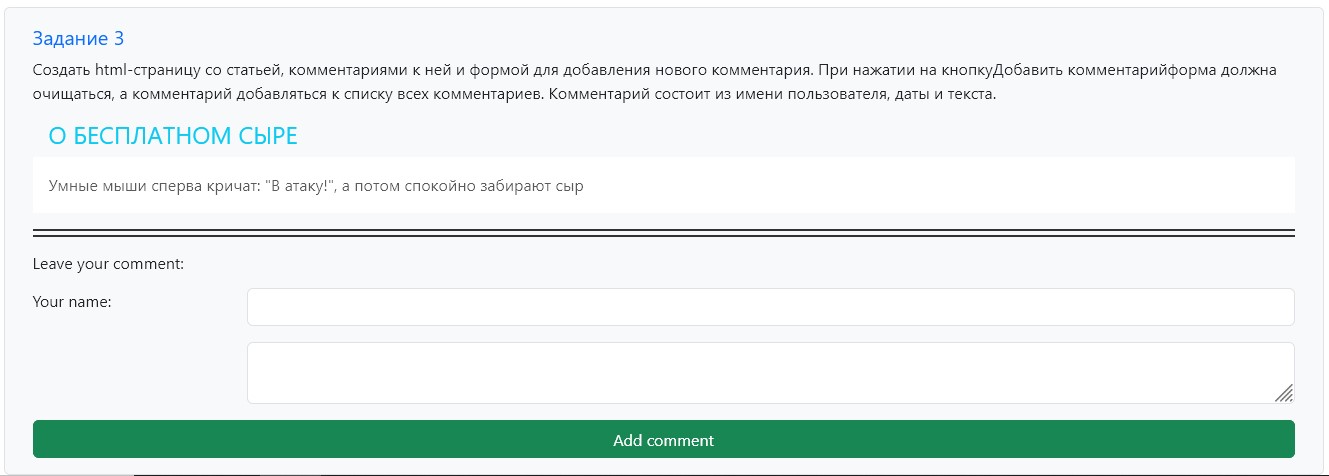 Задание 3
Создать html-страницу со статьей, комментариями к ней и формой для добавления нового комментария. При нажатии на кнопкуДобавить комментарийформа должна
очищаться, а комментарий добавляться к списку всех комментариев. Комментарий состоит из имени пользователя, даты и текста.
О БЕСПЛАТНОМ СЫРЕ
Умные мыши сперва кричат: "В атаку!", а потом спокойно забирают сыр
Leave your comment:
Your name:
Add comment